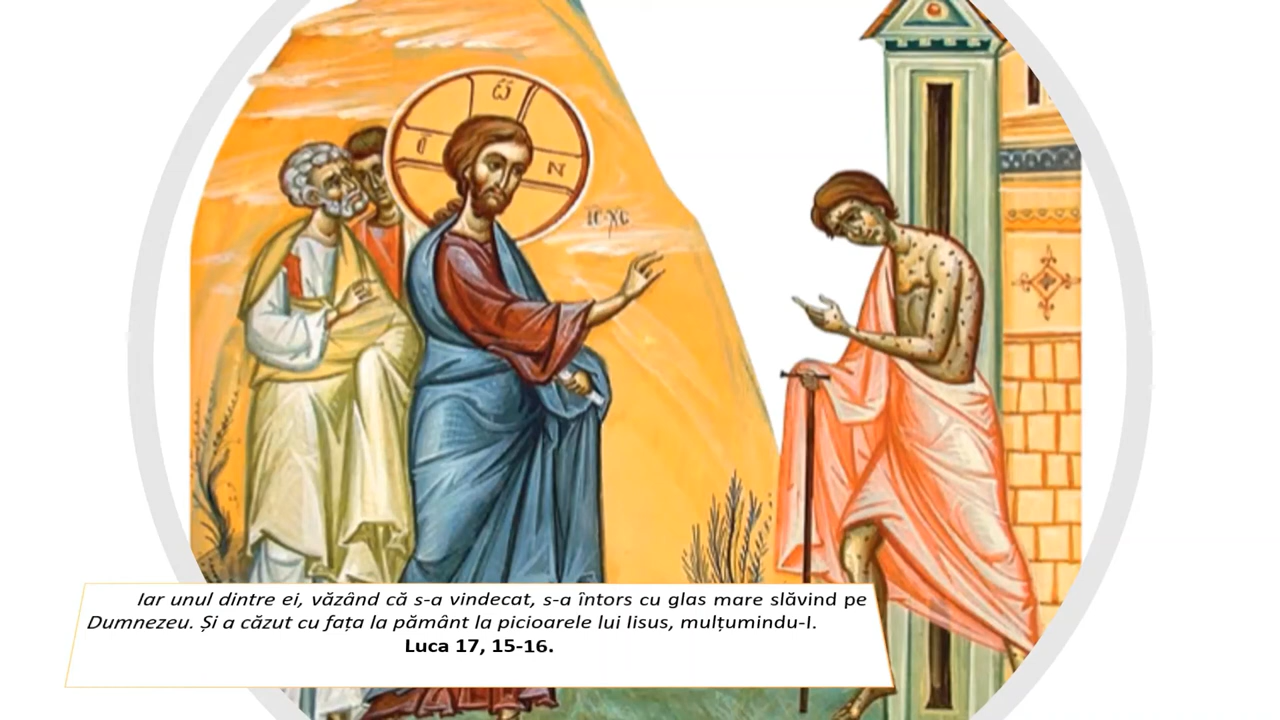 Ὁ
Ὤ
Ν
ΙϹ ΧϹ
Iar unul dintre ei, văzând că s-a vindecat, s-a întors cu glas mare slăvind pe
Dumnezeu. Și a căzut cu fața la pământ la picioarele lui Iisus, mulțumindu-I.
Luca 17, 15-16.